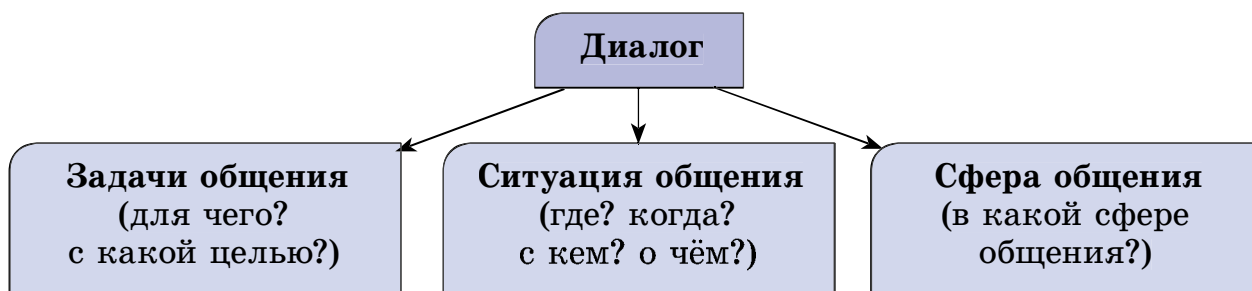 Диалог
Задачи общения
(для чего?
с какой целью?)
Ситуация общения
(где? когда?
с кем? о чём?)
Сфера общения
(в какой сфере
общения?)